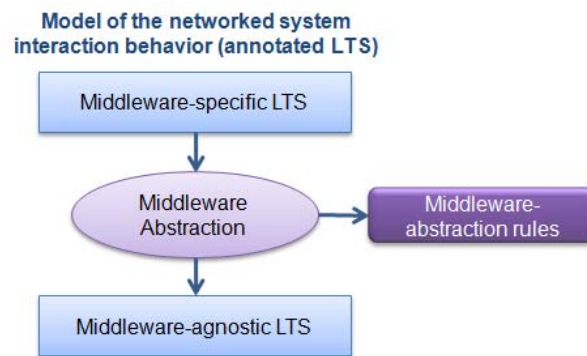 Model of the networked system
interaction behavior (annotated LTS)
Middleware-specific LTS
Middleware
Abstraction
Middleware-
abstraction rules
Middleware-agnostic LTS